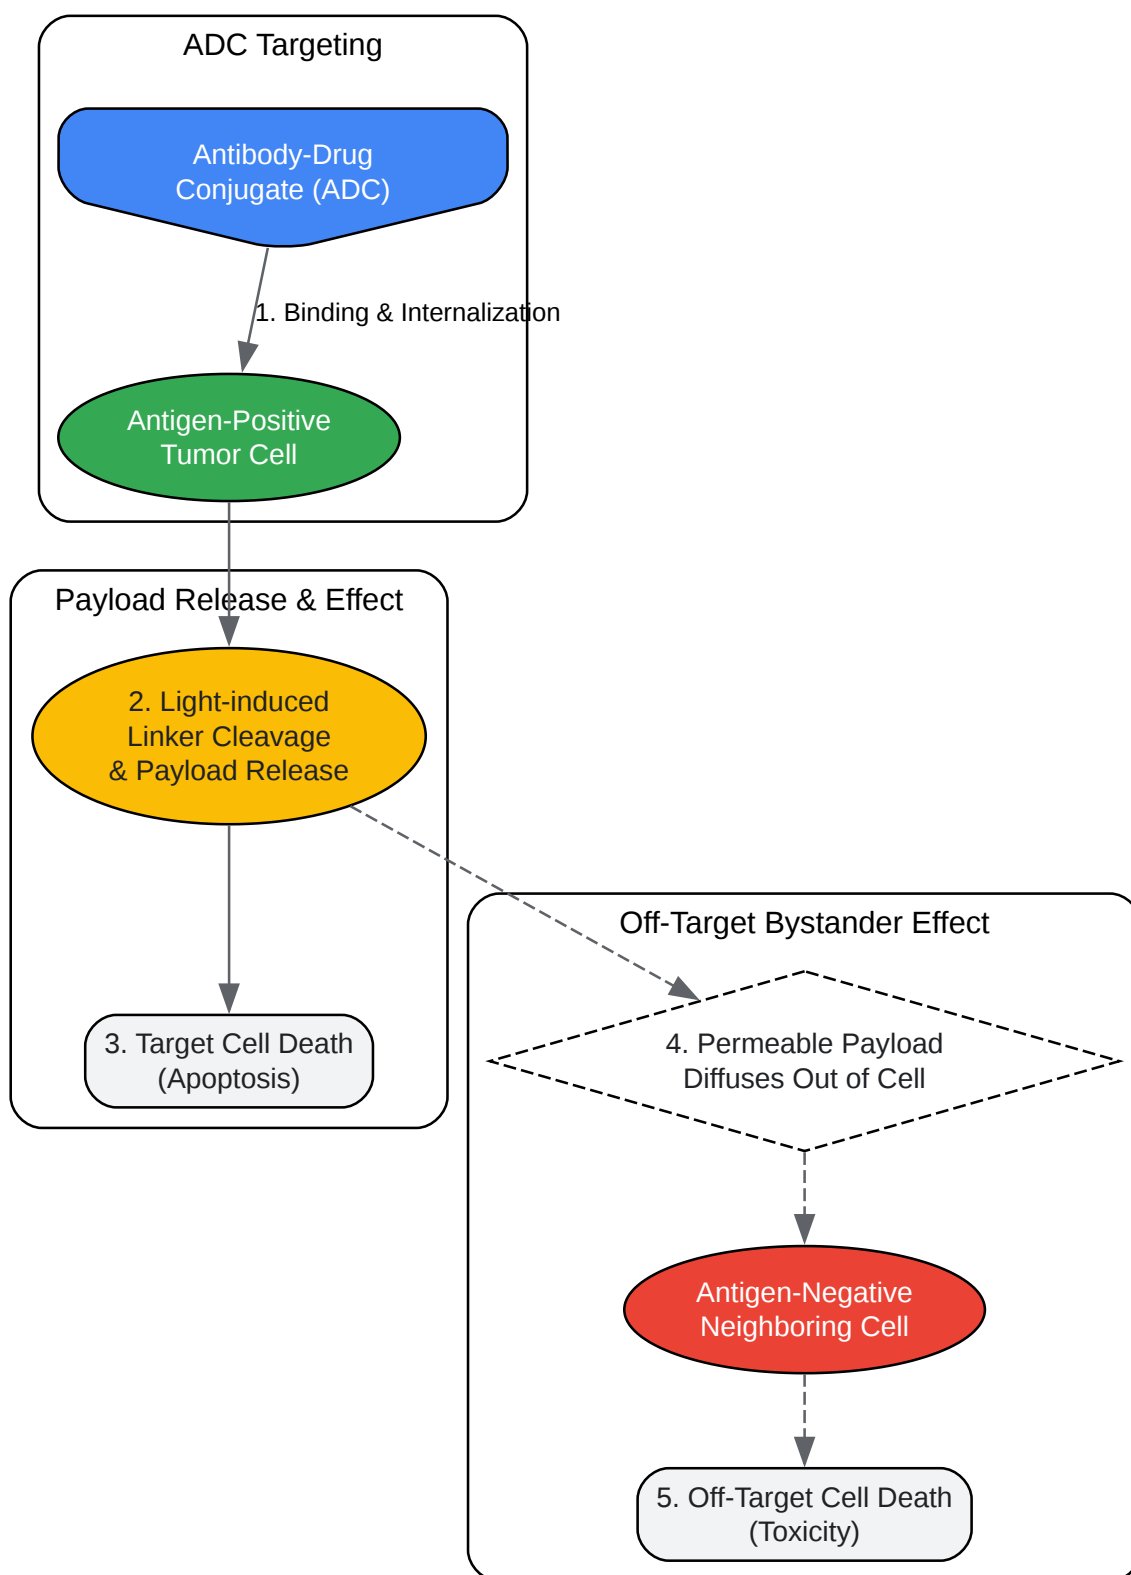 ADC Targeting
Antibody-Drug
Conjugate (ADC)
1. Binding & Internalization
Antigen-Positive
Tumor Cell
Payload Release & Effect
2. Light-induced
Linker Cleavage
& Payload Release
3. Target Cell Death
(Apoptosis)
Off-Target Bystander Effect
4. Permeable Payload
Diffuses Out of Cell
Antigen-Negative
Neighboring Cell
5. Off-Target Cell Death
(Toxicity)